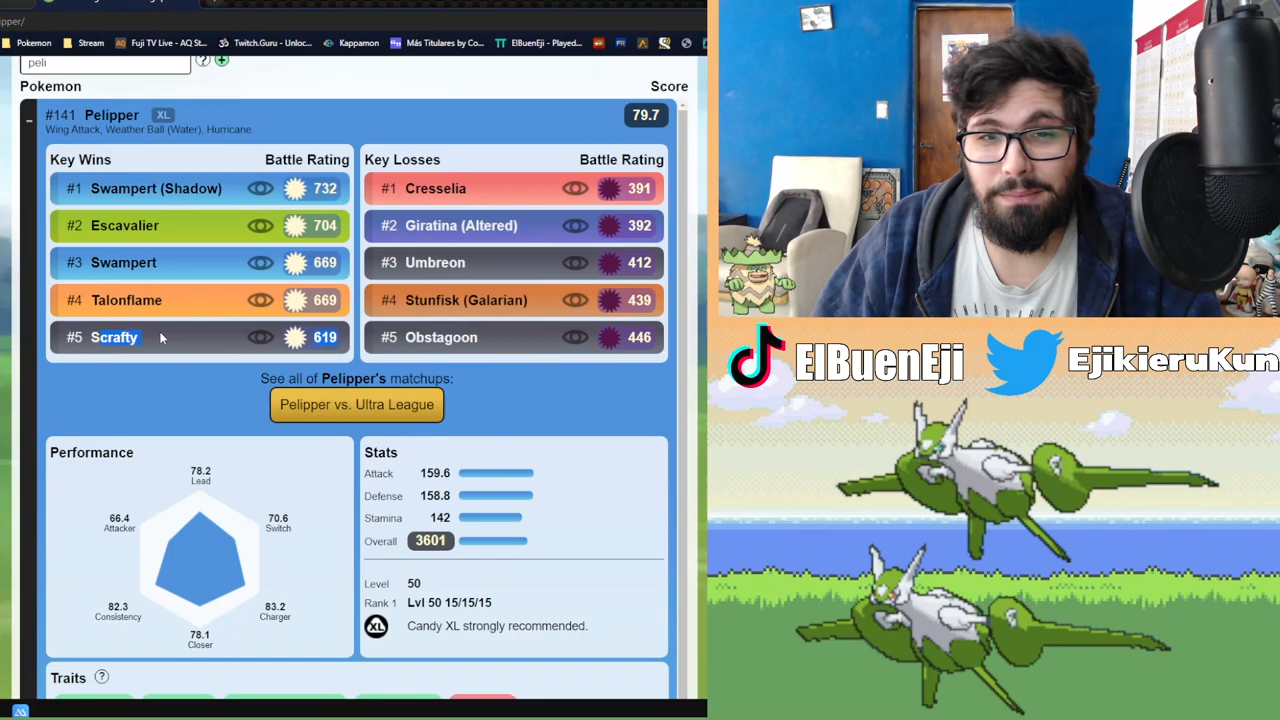 ipper/
Pokemon Stream Fuji TV Live - AQ St... Twitch.Guru - Unloc... Kappamon Más Titulares by Co... ElBuenEji - Played...
peli
Pokemon Score
#141 Pelipper XL 79.7
Wing Attack, Weather Ball (Water), Hurricane
Key Wins Battle Rating
#1 Swampert (Shadow) 732
#2 Escavalier 704
#3 Swampert 669
#4 Talonflame 669
#5 Scrafty 619
Key Losses Battle Rating
#1 Cresselia 391
#2 Giratina (Altered) 392
#3 Umbreon 412
#4 Stunfisk (Galarian) 439
#5 Obstagoon 446
See all of Pelipper's matchups:
Pelipper vs. Ultra League
Performance
78.2
Lead
66.4
Attacker
70.6
Switch
82.3
Consistency
83.2
Charger
78.1
Closer
Stats
Attack 159.6
Defense 158.8
Stamina 142
Overall 3601
Level 50
Rank 1 Lvl 50 15/15/15
XL Candy XL strongly recommended.
Traits ?
ElBuenEji EjikieruKun